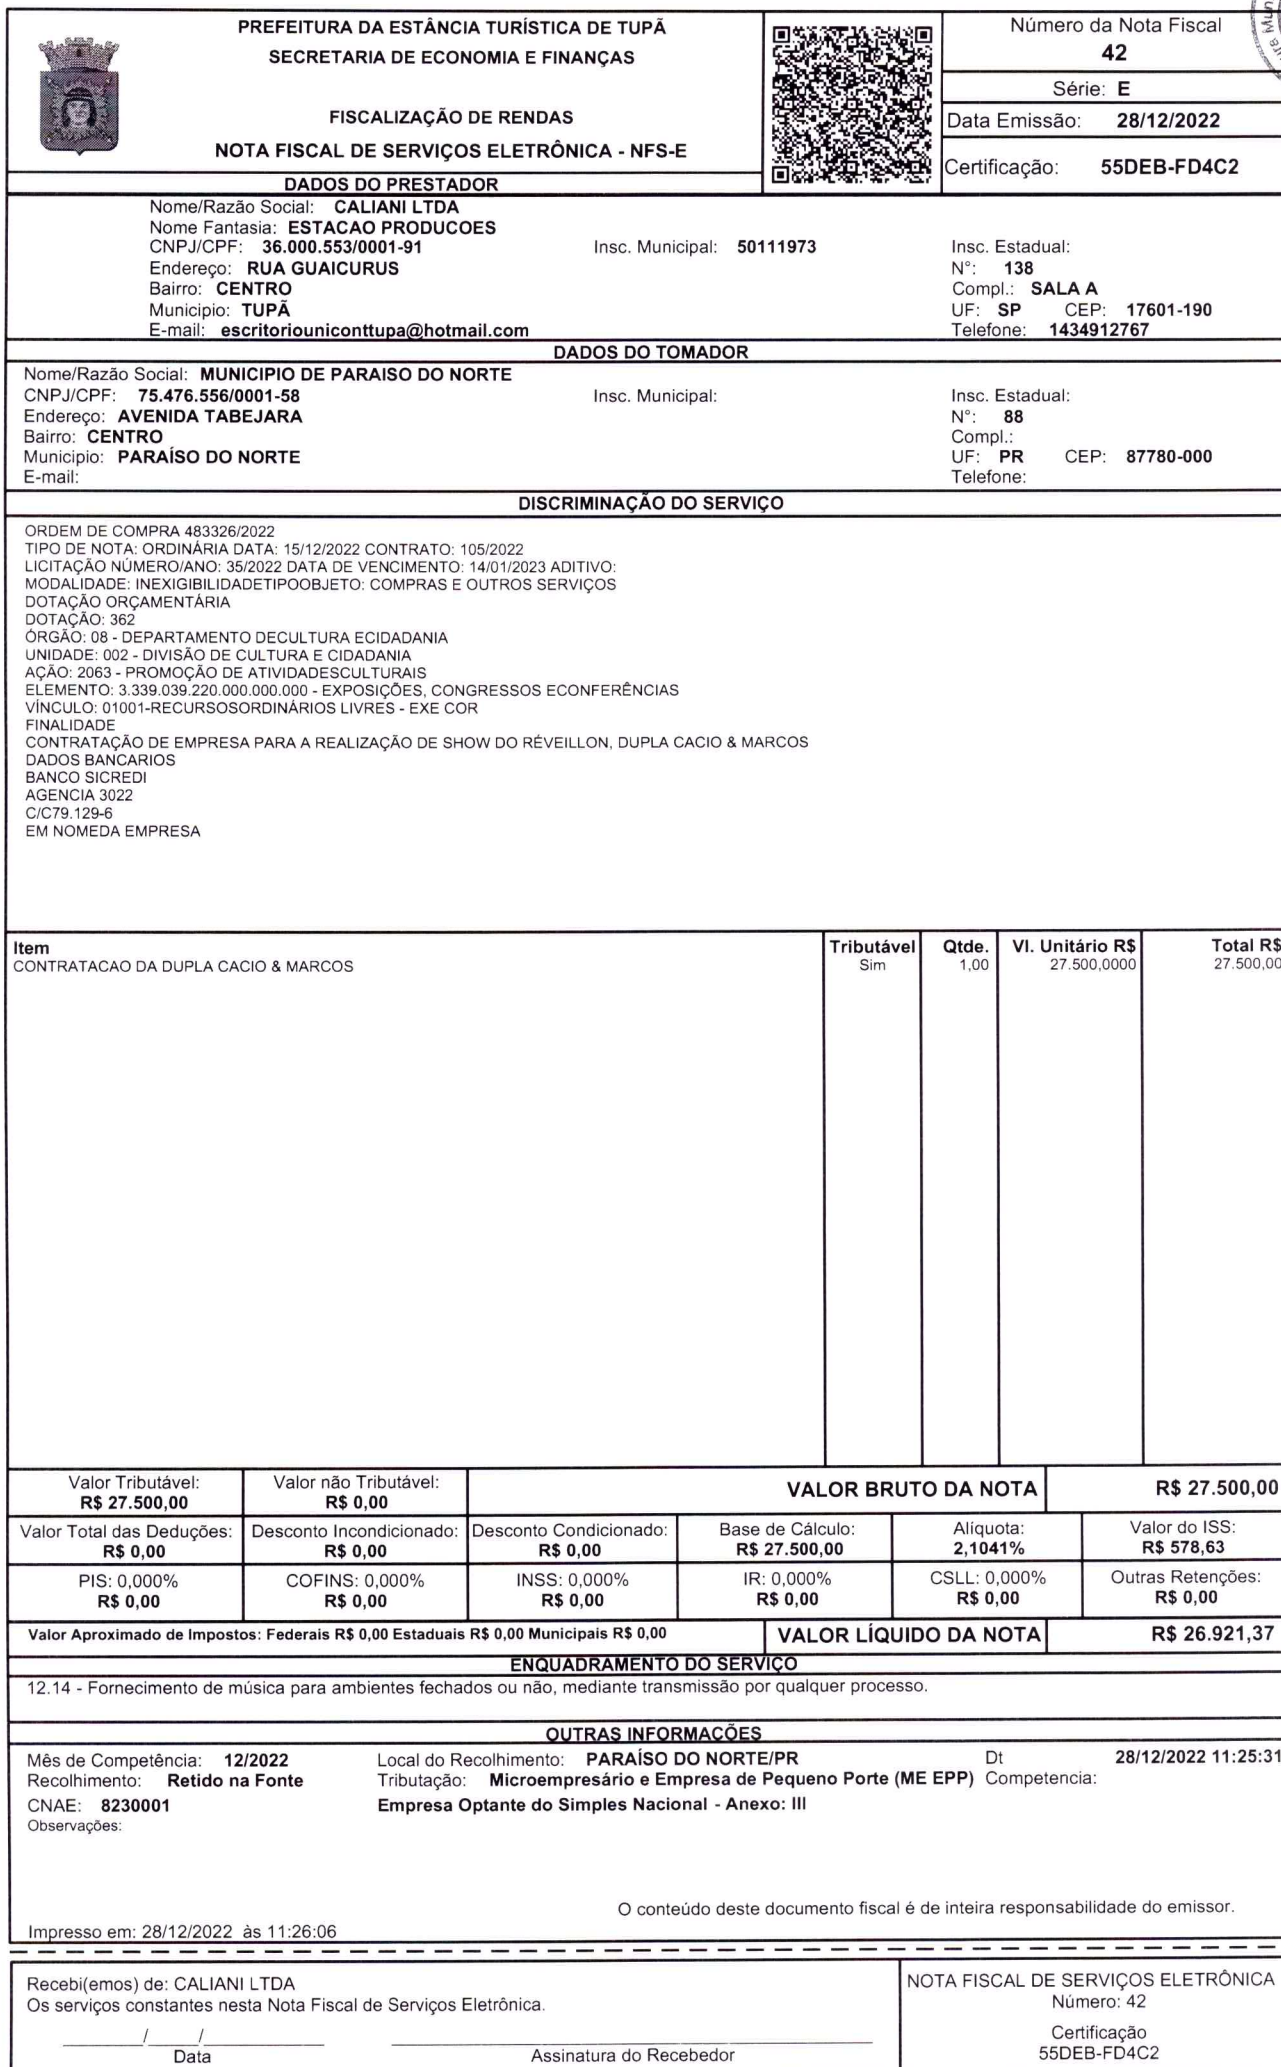 PREFEITURA DA ESTÂNCIA TURÍSTICA DE TUPÃ
SECRETARIA DE ECONOMIA E FINANÇAS
FISCALIZAÇÃO DE RENDAS
NOTA FISCAL DE SERVIÇOS ELETRÔNICA - NFS-E
Número da Nota Fiscal
42
Série: E
Data Emissão: 28/12/2022
Certificação: 55DEB-FD4C2
DADOS DO PRESTADOR
Nome/Razão Social: CALIANI LTDA
Nome Fantasia: ESTACAO PRODUCOES
CNPJ/CPF: 36.000.553/0001-91 Insc. Municipal: 50111973 Insc. Estadual:
Endereço: RUA GUAICURUS N°: 138
Bairro: CENTRO Compl.: SALA A
Municipio: TUPÃ UF: SP CEP: 17601-190
E-mail: escritoriouniconttupa@hotmail.com Telefone: 1434912767
DADOS DO TOMADOR
Nome/Razão Social: MUNICIPIO DE PARAISO DO NORTE
CNPJ/CPF: 75.476.556/0001-58 Insc. Municipal: Insc. Estadual:
Endereço: AVENIDA TABEJARA N°: 88
Bairro: CENTRO Compl.:
Municipio: PARAÍSO DO NORTE UF: PR CEP: 87780-000
E-mail: Telefone:
DISCRIMINAÇÃO DO SERVIÇO
ORDEM DE COMPRA 483326/2022
TIPO DE NOTA: ORDINÁRIA DATA: 15/12/2022 CONTRATO: 105/2022
LICITAÇÃO NÚMERO/ANO: 35/2022 DATA DE VENCIMENTO: 14/01/2023 ADITIVO:
MODALIDADE: INEXIGIBILIDADETIPOOBJETO: COMPRAS E OUTROS SERVIÇOS
DOTAÇÃO ORÇAMENTÁRIA
DOTAÇÃO: 362
ÓRGÃO: 08 - DEPARTAMENTO DECULTURA ECIDADANIA
UNIDADE: 002 - DIVISÃO DE CULTURA E CIDADANIA
AÇÃO: 2063 - PROMOÇÃO DE ATIVIDADESCULTURAIS
ELEMENTO: 3.339.039.220.000.000.000 - EXPOSIÇÕES, CONGRESSOS ECONFERÊNCIAS
VÍNCULO: 01001-RECURSOSORDINÁRIOS LIVRES - EXE COR
FINALIDADE
CONTRATAÇÃO DE EMPRESA PARA A REALIZAÇÃO DE SHOW DO RÉVEILLON, DUPLA CACIO & MARCOS
DADOS BANCARIOS
BANCO SICREDI
AGENCIA 3022
C/C79.129-6
EM NOMEDA EMPRESA
Item Tributável Qtde. Vl. Unitário R$ Total R$
CONTRATACAO DA DUPLA CACIO & MARCOS Sim 1,00 27.500,0000 27.500,00
Valor Tributável: Valor não Tributável: VALOR BRUTO DA NOTA R$ 27.500,00
R$ 27.500,00 R$ 0,00
Valor Total das Deduções: Desconto Incondicionado: Desconto Condicionado: Base de Cálculo: Alíquota: Valor do ISS:
R$ 0,00 R$ 0,00 R$ 0,00 R$ 27.500,00 2,1041% R$ 578,63
PIS: 0,000% COFINS: 0,000% INSS: 0,000% IR: 0,000% CSLL: 0,000% Outras Retenções:
R$ 0,00 R$ 0,00 R$ 0,00 R$ 0,00 R$ 0,00 R$ 0,00
Valor Aproximado de Impostos: Federais R$ 0,00 Estaduais R$ 0,00 Municipais R$ 0,00 VALOR LÍQUIDO DA NOTA R$ 26.921,37
ENQUADRAMENTO DO SERVIÇO
12.14 - Fornecimento de música para ambientes fechados ou não, mediante transmissão por qualquer processo.
OUTRAS INFORMAÇÕES
Mês de Competência: 12/2022 Local do Recolhimento: PARAÍSO DO NORTE/PR Dt 28/12/2022 11:25:31
Recolhimento: Retido na Fonte Tributação: Microempresário e Empresa de Pequeno Porte (ME EPP) Competencia:
CNAE: 8230001 Empresa Optante do Simples Nacional - Anexo: III
Observações:
O conteúdo deste documento fiscal é de inteira responsabilidade do emissor.
Impresso em: 28/12/2022 às 11:26:06
Recebi(emos) de: CALIANI LTDA
Os serviços constantes nesta Nota Fiscal de Serviços Eletrônica.
____/____/________
Data Assinatura do Recebedor
NOTA FISCAL DE SERVIÇOS ELETRÔNICA
Número: 42
Certificação
55DEB-FD4C2